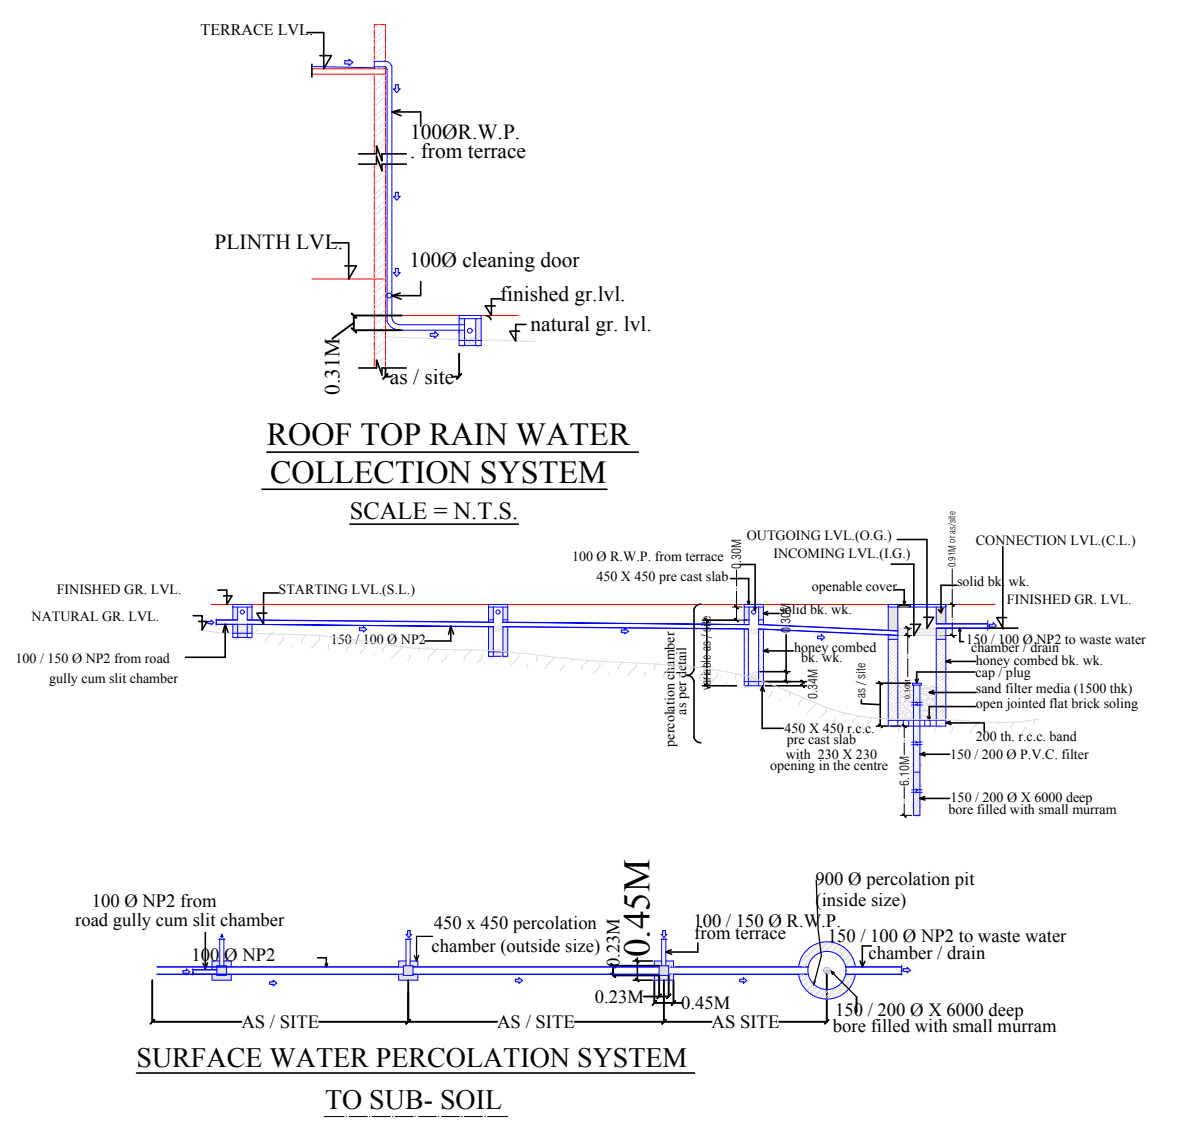 TERRACE LVL.
100ØR.W.P.
. from terrace
PLINTH LVL.
100Ø cleaning door
finished gr.lvl.
natural gr. lvl.
0.31M
as / site
ROOF TOP RAIN WATER
COLLECTION SYSTEM
SCALE = N.T.S.
OUTGOING LVL.(O.G.)
INCOMING LVL.(I.G.)
CONNECTION LVL.(C.L.)
0.91M or as/site
0.30M
100 Ø R.W.P. from terrace
450 X 450 pre cast slab
openable cover
solid bk. wk.
FINISHED GR. LVL.
FINISHED GR. LVL.
STARTING LVL.(S.L.)
NATURAL GR. LVL.
solid bk. wk.
0.30M
150 / 100 Ø NP2
100 / 150 Ø NP2 from road
gully cum slit chamber
percolation chamber
as per detail
variable as / site
honey combed
bk. wk.
0.34M
450 X 450 r.c.c.
pre cast slab
with 230 X 230
opening in the centre
150 / 100 Ø NP2 to waste water
chamber / drain
honey combed bk. wk.
cap / plug
as / site
sand filter media (1500 thk)
open jointed flat brick soling
200 th. r.c.c. band
150 / 200 Ø P.V.C. filter
6.10M
150 / 200 Ø X 6000 deep
bore filled with small murram
100 Ø NP2 from
road gully cum slit chamber
100 Ø NP2
450 x 450 percolation
chamber (outside size)
0.23M
0.45M
100 / 150 Ø R.W.P.
from terrace
900 Ø percolation pit
(inside size)
150 / 100 Ø NP2 to waste water
chamber / drain
0.23M
0.45M
150 / 200 Ø X 6000 deep
bore filled with small murram
AS / SITE
AS / SITE
AS SITE
SURFACE WATER PERCOLATION SYSTEM
TO SUB- SOIL